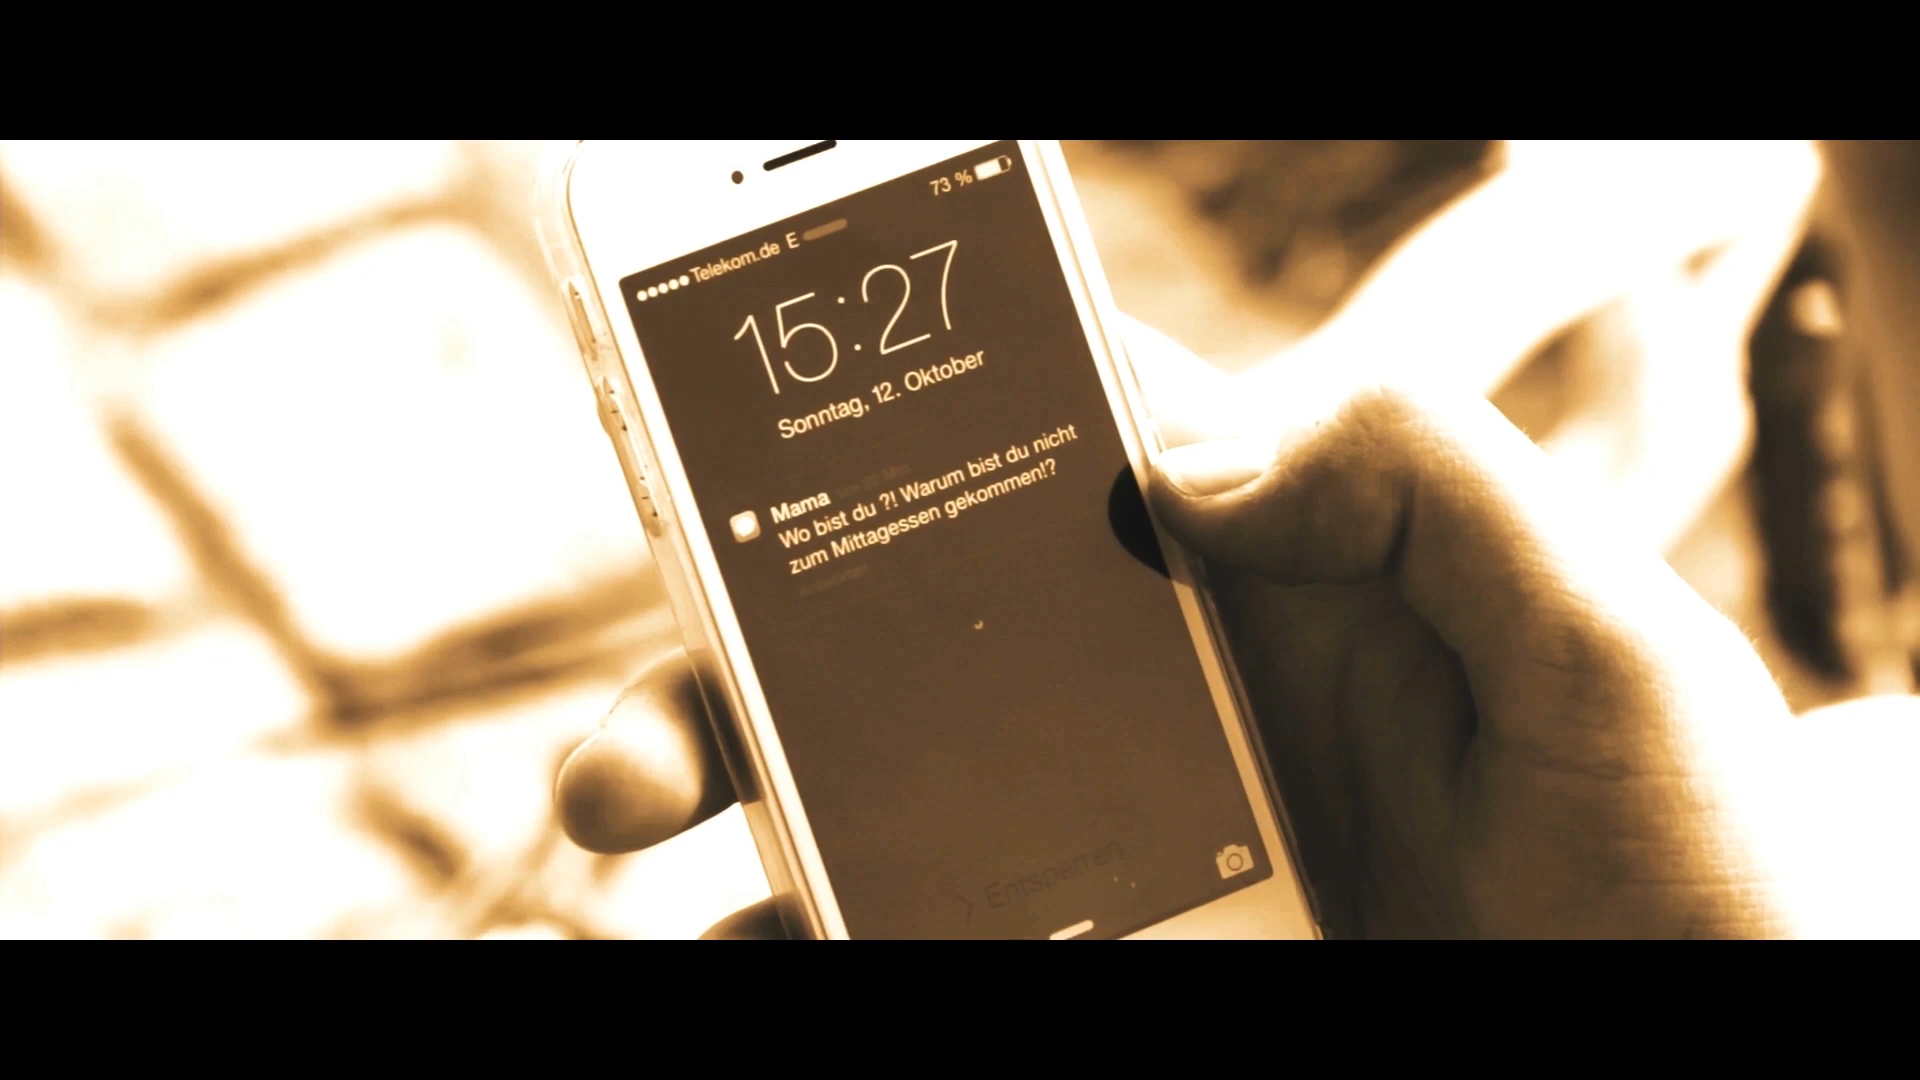 Telekom.de E
73 %
15:27
Sonntag, 12. Oktober
Mama
Wo bist du ?! Warum bist du nicht
zum Mittagessen gekommen!?
> Entsperren